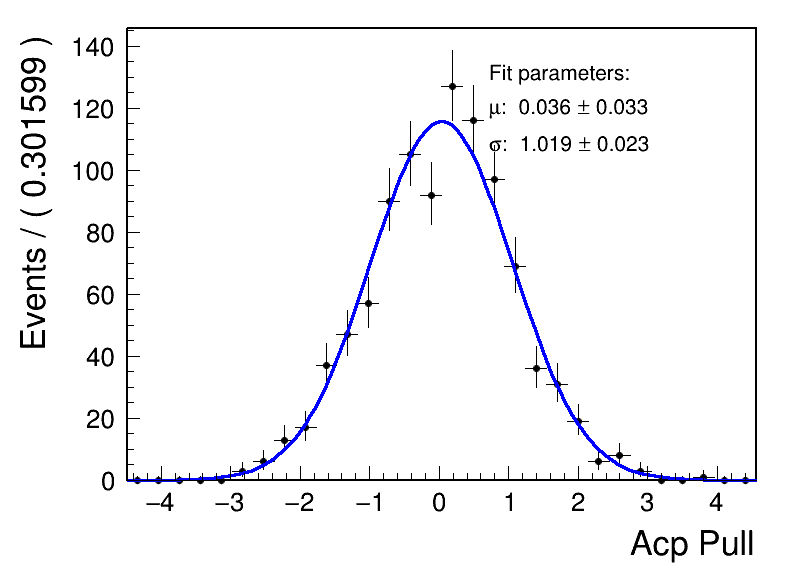 Events / ( 0.301599 )
140
120
100
80
60
40
20
0
Fit parameters:
μ: 0.036 ± 0.033
σ: 1.019 ± 0.023
−4 −3 −2 −1 0 1 2 3 4
Acp Pull